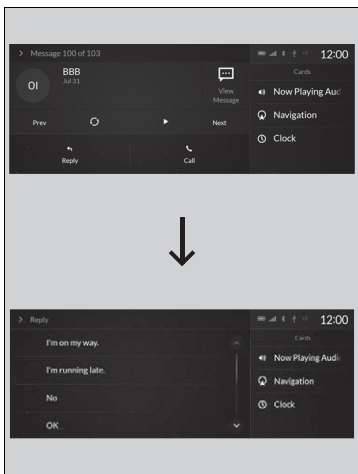 Message 100 of 103
12:00
OI
BBB
Jul 31
View
Message
Prev
Next
Reply
Call
Cards
Now Playing Aud
Navigation
Clock
Reply
12:00
I'm on my way.
I'm running late.
No
OK
Cards
Now Playing Audi
Navigation
Clock